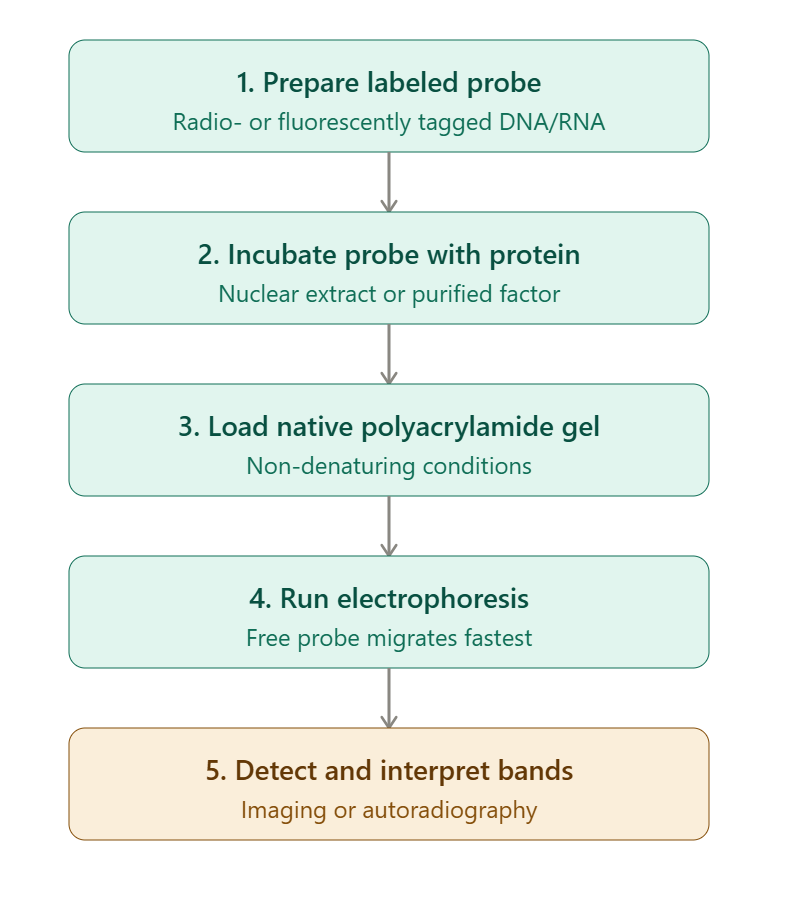 1. Prepare labeled probe
Radio- or fluorescently tagged DNA/RNA
2. Incubate probe with protein
Nuclear extract or purified factor
3. Load native polyacrylamide gel
Non-denaturing conditions
4. Run electrophoresis
Free probe migrates fastest
5. Detect and interpret bands
Imaging or autoradiography